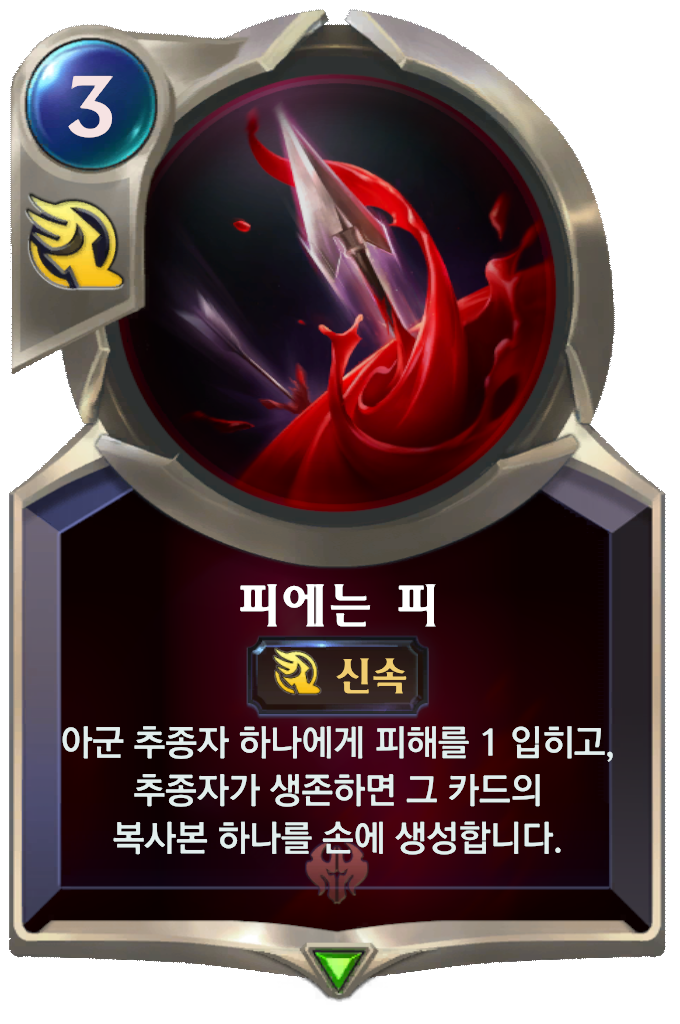 3
피에는 피
신속
아군 추종자 하나에게 피해를 1 입히고,
추종자가 생존하면 그 카드의
복사본 하나를 손에 생성합니다.